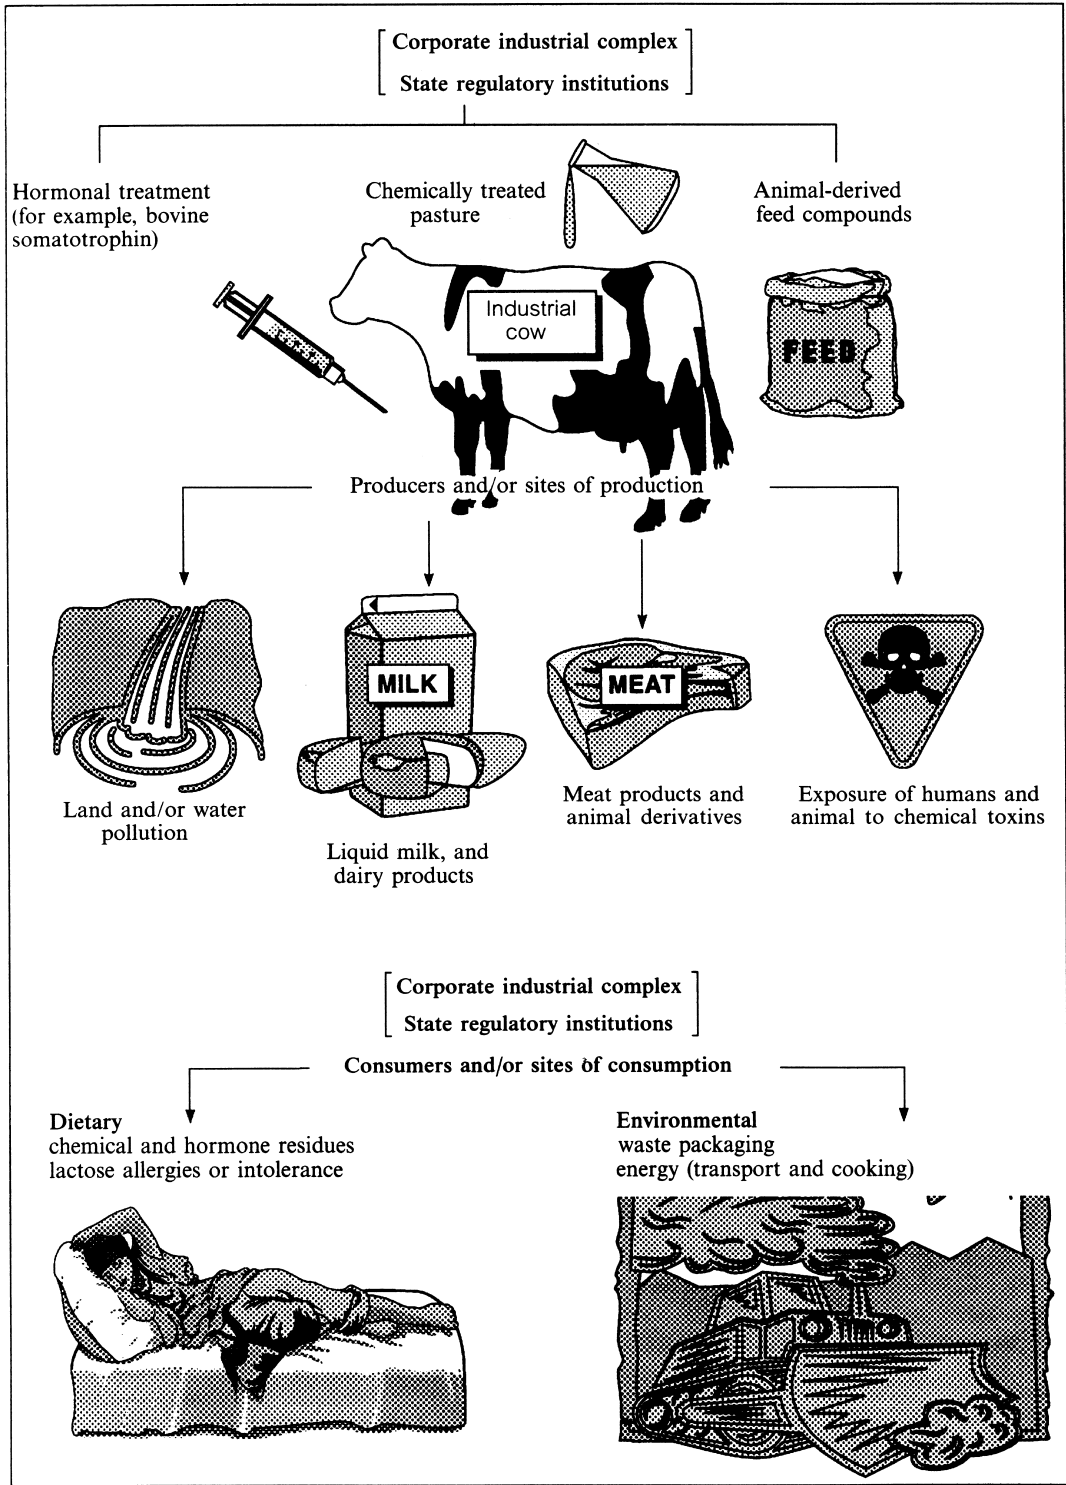 Corporate industrial complex
State regulatory institutions
Hormonal treatment
(for example, bovine
somatotrophin)
Chemically treated
pasture
Animal-derived
feed compounds
Industrial
cow
FEED
Producers and/or sites of production
MILK
MEAT
Land and/or water
pollution
Liquid milk, and
dairy products
Meat products and
animal derivatives
Exposure of humans and
animal to chemical toxins
Corporate industrial complex
State regulatory institutions
Consumers and/or sites of consumption
Dietary
chemical and hormone residues
lactose allergies or intolerance
Environmental
waste packaging
energy (transport and cooking)